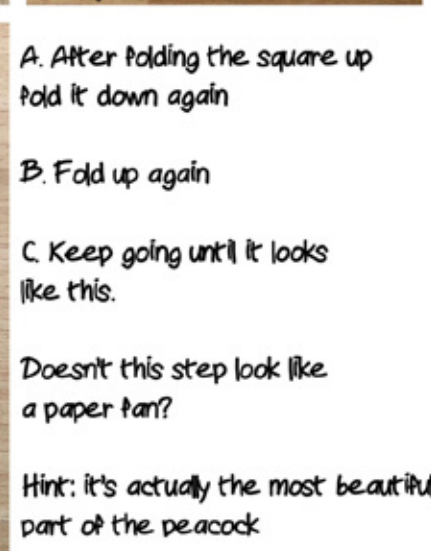 A. After folding the square up
fold it down again
B. Fold up again
C. Keep going until it looks
like this.
Doesn't this step look like
a paper fan?
Hint: it's actually the most beautiful
part of the peacock